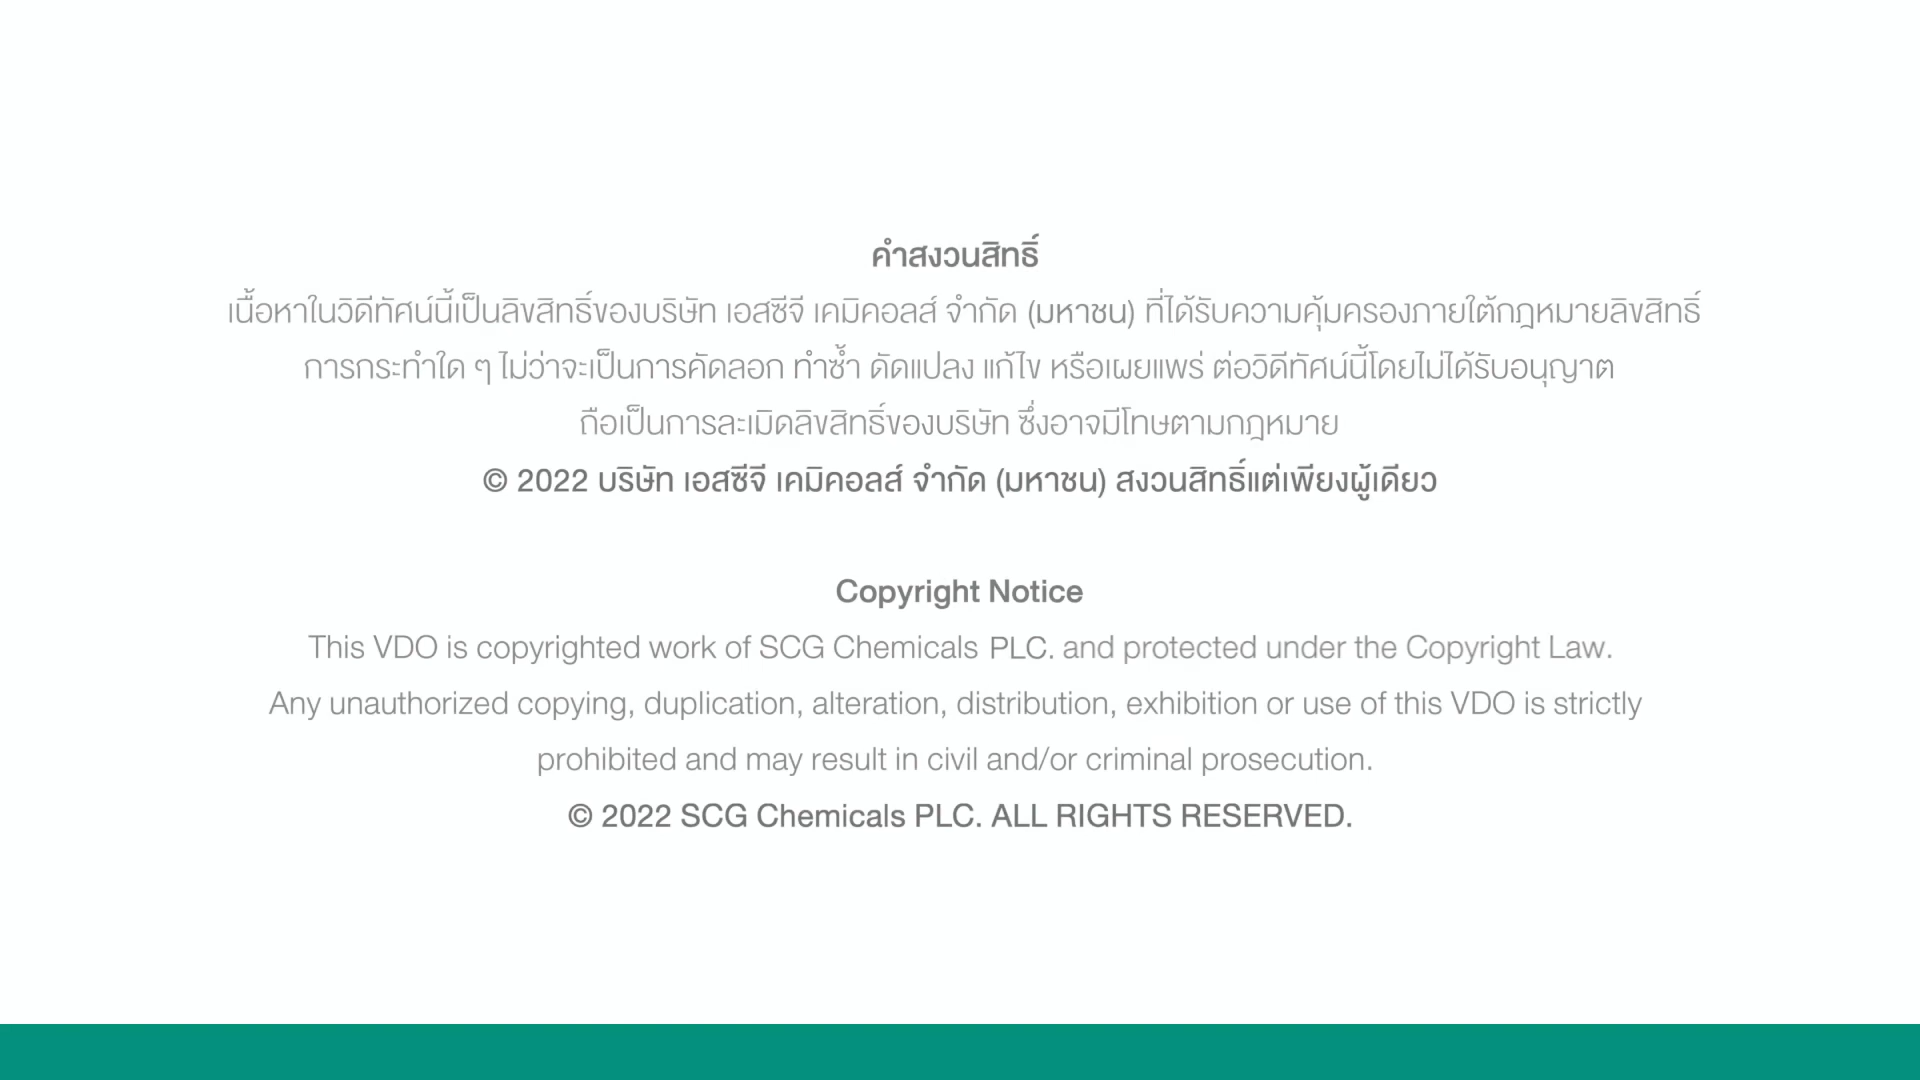 คำสงวนสิทธิ์
เนื้อหาในวิดีทัศน์นี้เป็นลิขสิทธิ์ของบริษัท เอสซีจี เคมิคอลส์ จำกัด (มหาชน) ที่ได้รับความคุ้มครองภายใต้กฎหมายลิขสิทธิ์
การกระทำใด ๆ ไม่ว่าจะเป็นการคัดลอก ทำซ้ำ ดัดแปลง แก้ไข หรือเผยแพร่ ต่อวิดีทัศน์นี้โดยไม่ได้รับอนุญาต
ถือเป็นการละเมิดลิขสิทธิ์ของบริษัท ซึ่งอาจมีโทษตามกฎหมาย
© 2022 บริษัท เอสซีจี เคมิคอลส์ จำกัด (มหาชน) สงวนสิทธิ์แต่เพียงผู้เดียว
Copyright Notice
This VDO is copyrighted work of SCG Chemicals PLC. and protected under the Copyright Law.
Any unauthorized copying, duplication, alteration, distribution, exhibition or use of this VDO is strictly
prohibited and may result in civil and/or criminal prosecution.
© 2022 SCG Chemicals PLC. ALL RIGHTS RESERVED.